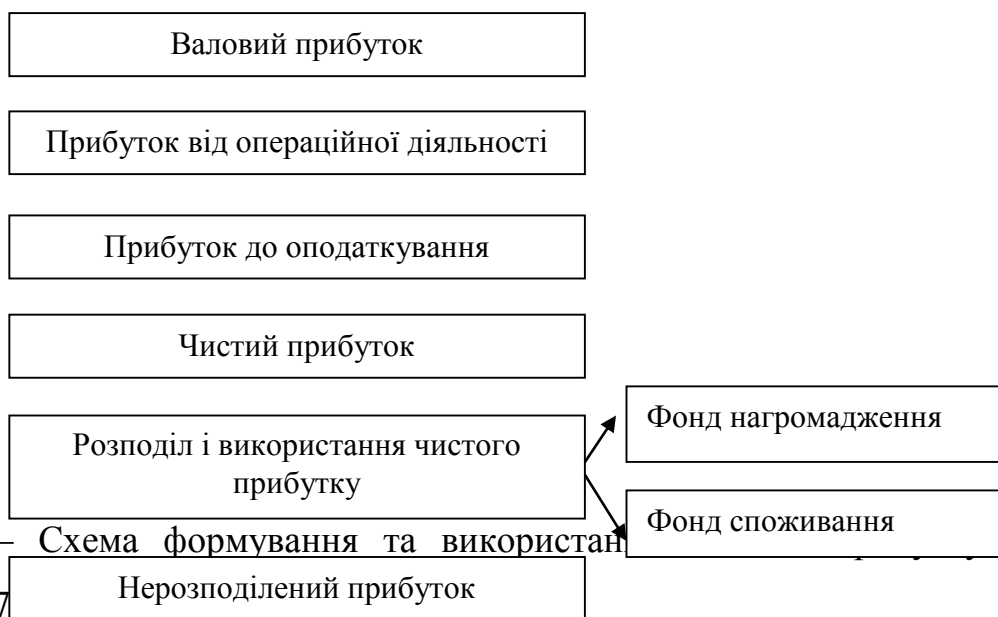 Валовий прибуток
Прибуток від операційної діяльності
Прибуток до оподаткування
Чистий прибуток
Розподіл і використання чистого
прибутку
Фонд нагромадження
Фонд споживання
– Схема формування та використан
Нерозподілений прибуток
7